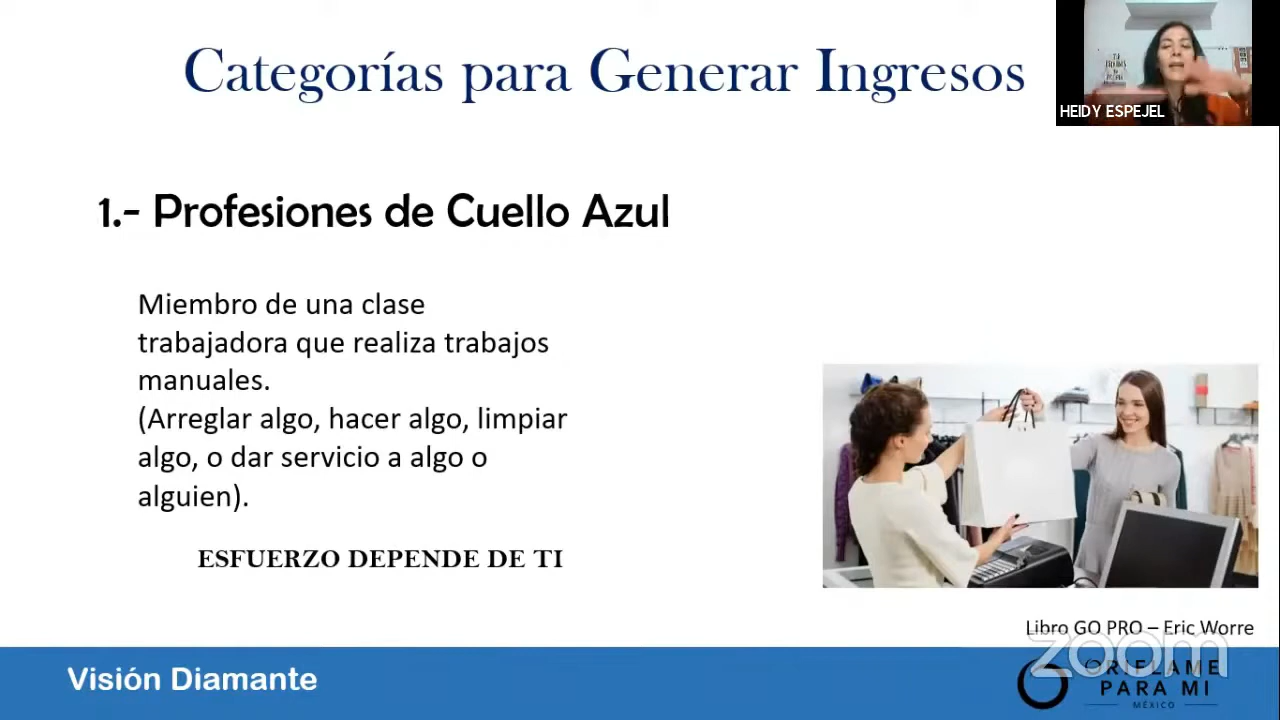 Categorías para Generar Ingresos
HEIDY ESPEJEL
1.- Profesiones de Cuello Azul
Miembro de una clase
trabajadora que realiza trabajos
manuales.
(Arreglar algo, hacer algo, limpiar
algo, o dar servicio a algo o
alguien).
ESFUERZO DEPENDE DE TI
Libro GO PRO – Eric Worre
zoom
Visión Diamante
ORIFLAME
PARA MI
MÉXICO